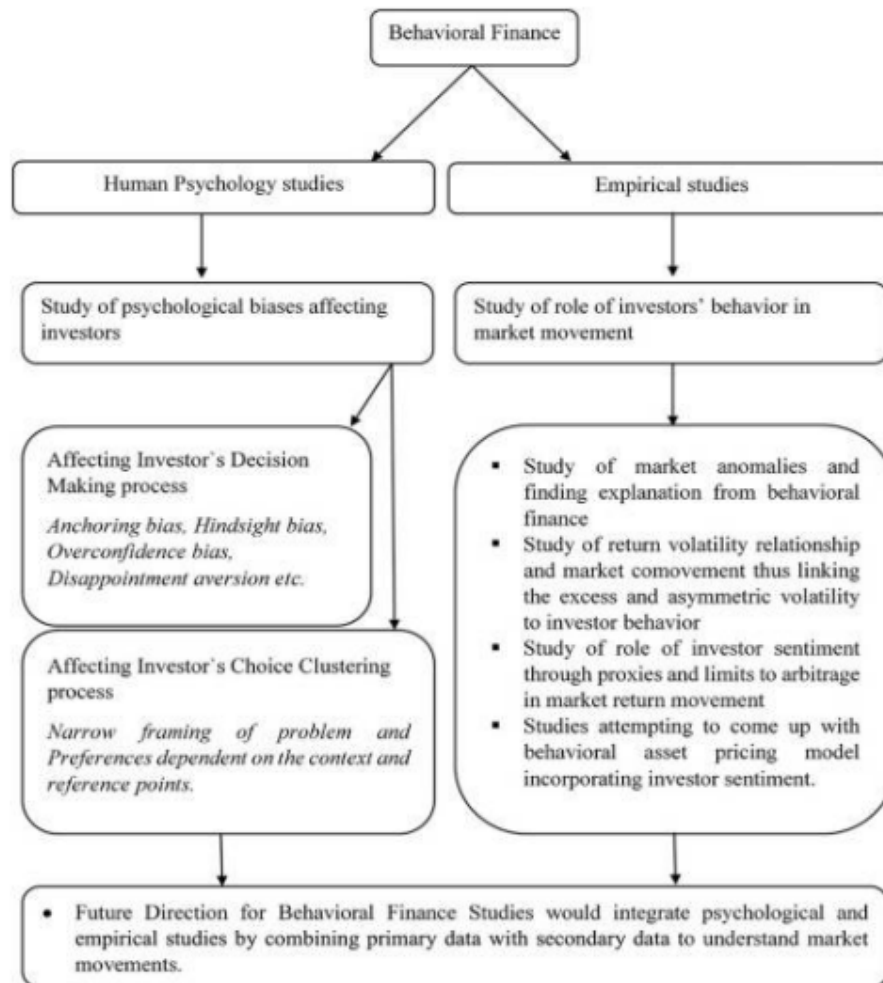 Behavioral Finance
Human Psychology studies
Empirical studies
Study of psychological biases affecting
investors
Study of role of investors' behavior in
market movement
Affecting Investor`s Decision
Making process
Anchoring bias, Hindsight bias,
Overconfidence bias,
Disappointment aversion etc.
Affecting Investor`s Choice Clustering
process
Narrow framing of problem and
Preferences dependent on the context and
reference points.
▪ Study of market anomalies and
finding explanation from behavioral
finance
▪ Study of return volatility relationship
and market comovement thus linking
the excess and asymmetric volatility
to investor behavior
▪ Study of role of investor sentiment
through proxies and limits to arbitrage
in market return movement
▪ Studies attempting to come up with
behavioral asset pricing model
incorporating investor sentiment.
• Future Direction for Behavioral Finance Studies would integrate psychological and
empirical studies by combining primary data with secondary data to understand market
movements.